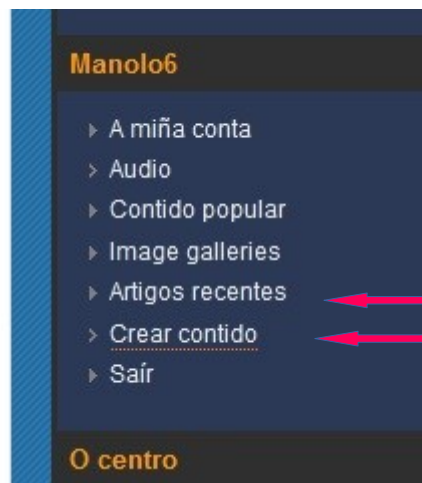 Manolo6
A miña conta
Audio
Contido popular
Image galleries
Artigos recentes
Crear contido
Saír
O centro